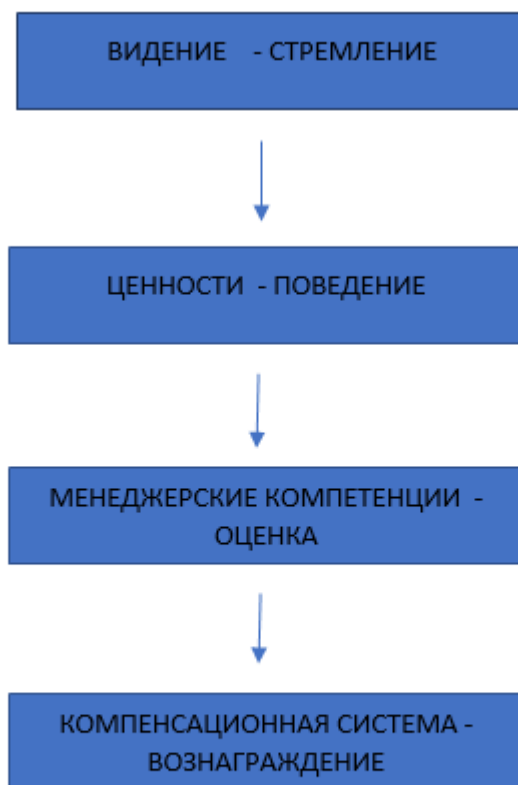 ВИДЕНИЕ - СТРЕМЛЕНИЕ
ЦЕННОСТИ - ПОВЕДЕНИЕ
МЕНЕДЖЕРСКИЕ КОМПЕТЕНЦИИ -
ОЦЕНКА
КОМПЕНСАЦИОННАЯ СИСТЕМА -
ВОЗНАГРАЖДЕНИЕ